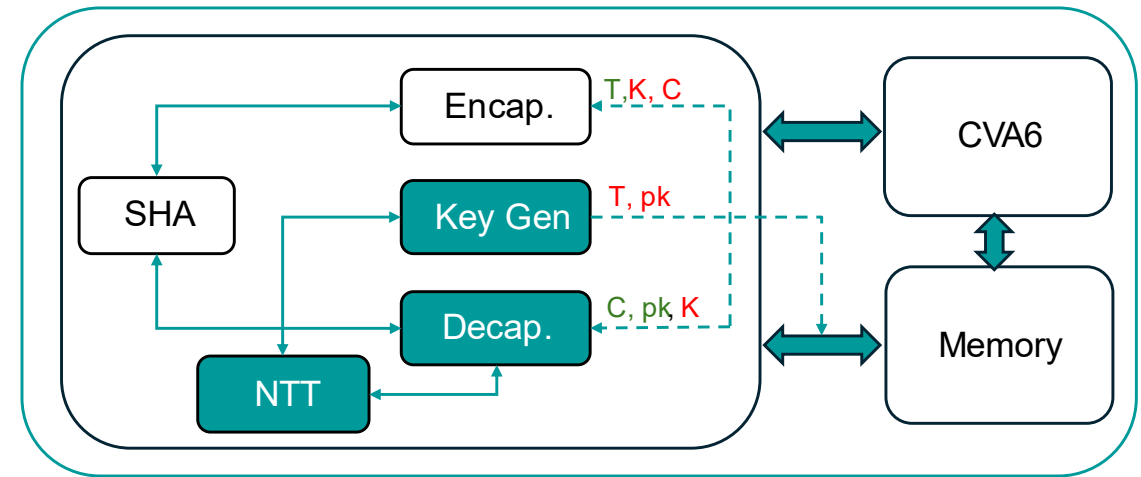 Encap.
T,K, C
CVA6
SHA
Key Gen
T, pk
Decap.
C, pk, K
Memory
NTT